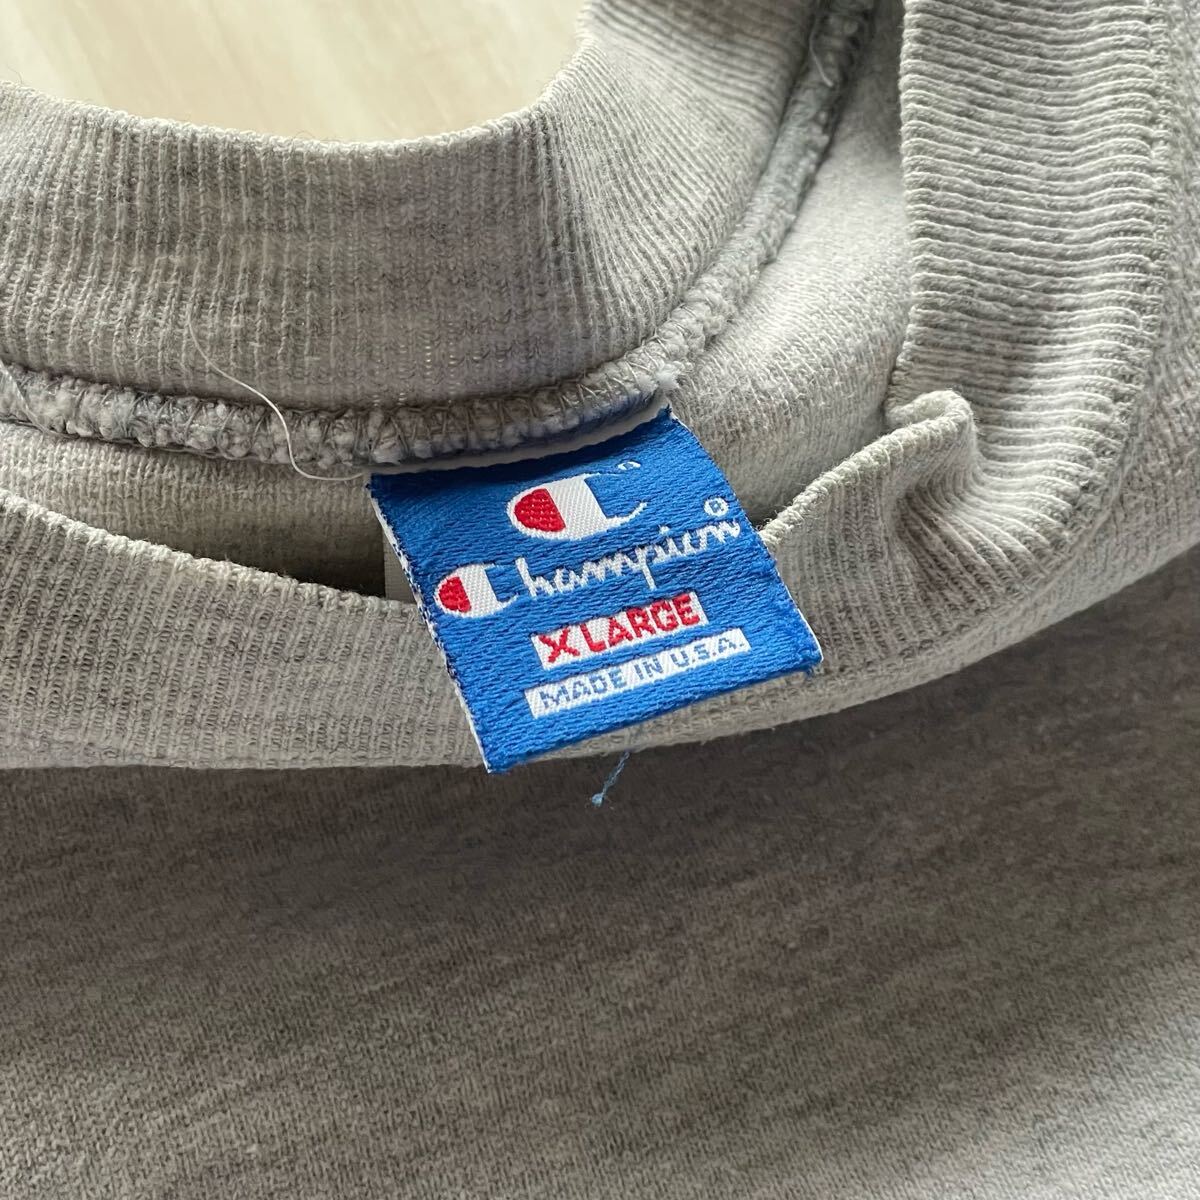 Champion®
X LARGE
MADE IN U.S.A.